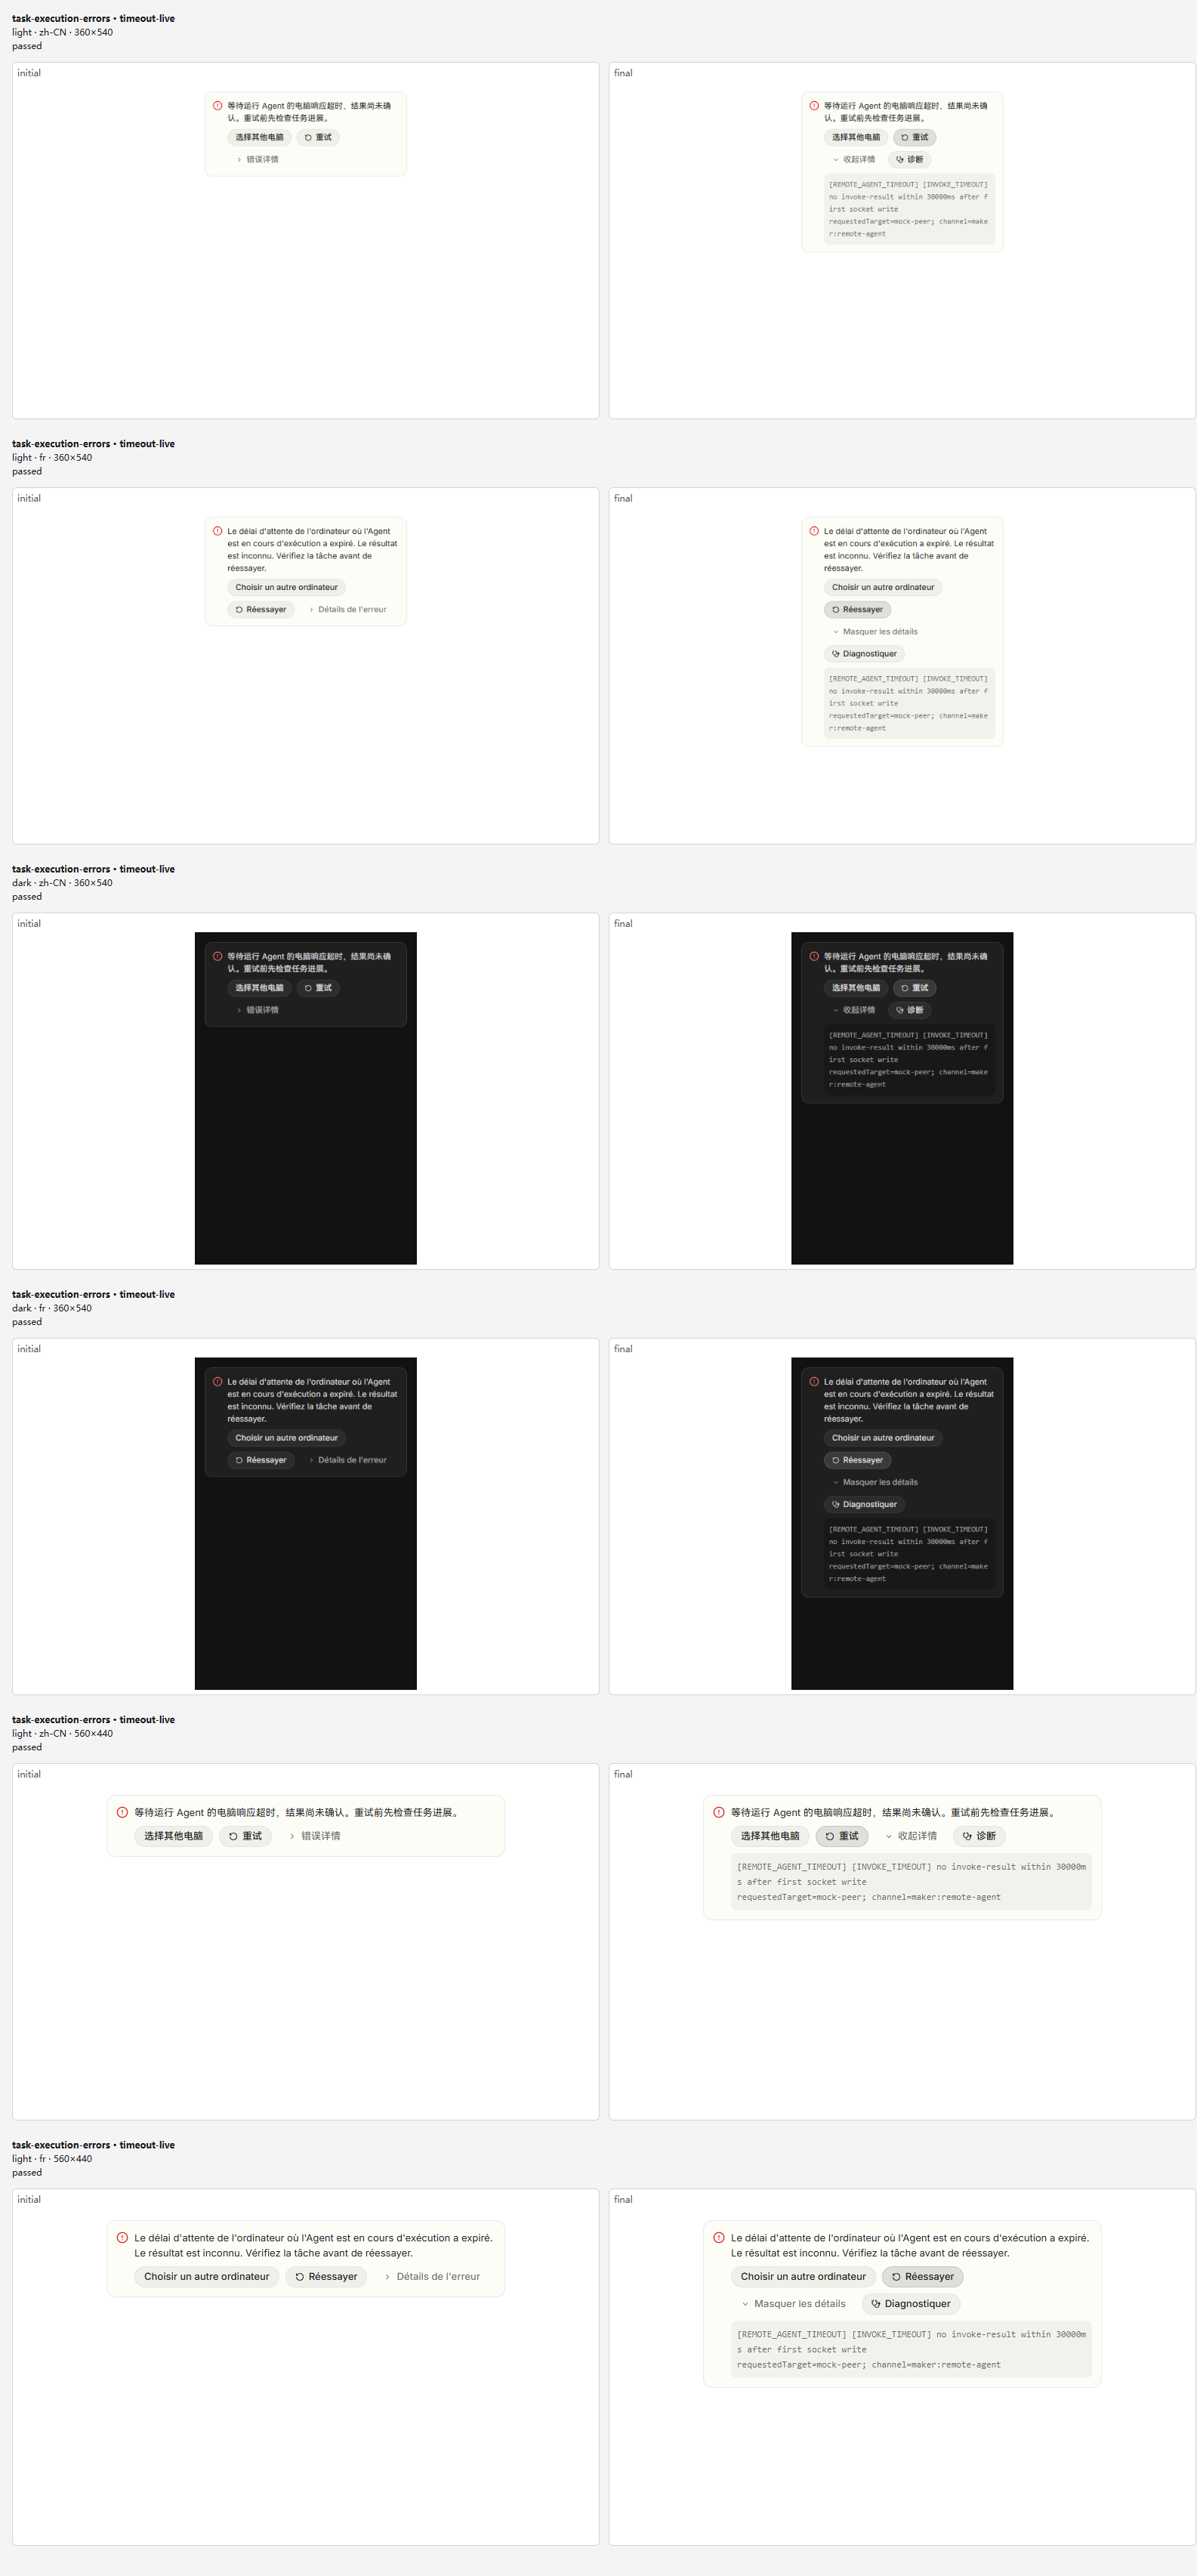 task-execution-errors • timeout-live
light · zh-CN · 360×540
passed
initial
等待运行 Agent 的电脑响应超时，结果尚未确
认。重试前先检查任务进展。
选择其他电脑 重试
错误详情
final
等待运行 Agent 的电脑响应超时，结果尚未确
认。重试前先检查任务进展。
选择其他电脑 重试
收起详情 诊断
[REMOTE_AGENT_TIMEOUT] [INVOKE_TIMEOUT]
no invoke-result within 30000ms after f
irst socket write
requestedTarget=mock-peer; channel=make
r:remote-agent
task-execution-errors • timeout-live
light · fr · 360×540
passed
initial
Le délai d'attente de l'ordinateur où l'Agent
est en cours d'exécution a expiré. Le résultat
est inconnu. Vérifiez la tâche avant de
réessayer.
Choisir un autre ordinateur
Réessayer Détails de l'erreur
final
Le délai d'attente de l'ordinateur où l'Agent
est en cours d'exécution a expiré. Le résultat
est inconnu. Vérifiez la tâche avant de
réessayer.
Choisir un autre ordinateur
Réessayer
Masquer les détails
Diagnostiquer
[REMOTE_AGENT_TIMEOUT] [INVOKE_TIMEOUT]
no invoke-result within 30000ms after f
irst socket write
requestedTarget=mock-peer; channel=make
r:remote-agent
task-execution-errors • timeout-live
dark · zh-CN · 360×540
passed
initial
等待运行 Agent 的电脑响应超时，结果尚未确
认。重试前先检查任务进展。
选择其他电脑 重试
错误详情
final
等待运行 Agent 的电脑响应超时，结果尚未确
认。重试前先检查任务进展。
选择其他电脑 重试
收起详情 诊断
[REMOTE_AGENT_TIMEOUT] [INVOKE_TIMEOUT]
no invoke-result within 30000ms after f
irst socket write
requestedTarget=mock-peer; channel=make
r:remote-agent
task-execution-errors • timeout-live
dark · fr · 360×540
passed
initial
Le délai d'attente de l'ordinateur où l'Agent
est en cours d'exécution a expiré. Le résultat
est inconnu. Vérifiez la tâche avant de
réessayer.
Choisir un autre ordinateur
Réessayer Détails de l'erreur
final
Le délai d'attente de l'ordinateur où l'Agent
est en cours d'exécution a expiré. Le résultat
est inconnu. Vérifiez la tâche avant de
réessayer.
Choisir un autre ordinateur
Réessayer
Masquer les détails
Diagnostiquer
[REMOTE_AGENT_TIMEOUT] [INVOKE_TIMEOUT]
no invoke-result within 30000ms after f
irst socket write
requestedTarget=mock-peer; channel=make
r:remote-agent
task-execution-errors • timeout-live
light · zh-CN · 560×440
passed
initial
等待运行 Agent 的电脑响应超时，结果尚未确认。重试前先检查任务进展。
选择其他电脑 重试 错误详情
final
等待运行 Agent 的电脑响应超时，结果尚未确认。重试前先检查任务进展。
选择其他电脑 重试 收起详情 诊断
[REMOTE_AGENT_TIMEOUT] [INVOKE_TIMEOUT] no invoke-result within 30000m
s after first socket write
requestedTarget=mock-peer; channel=maker:remote-agent
task-execution-errors • timeout-live
light · fr · 560×440
passed
initial
Le délai d'attente de l'ordinateur où l'Agent est en cours d'exécution a expiré.
Le résultat est inconnu. Vérifiez la tâche avant de réessayer.
Choisir un autre ordinateur Réessayer Détails de l'erreur
final
Le délai d'attente de l'ordinateur où l'Agent est en cours d'exécution a expiré.
Le résultat est inconnu. Vérifiez la tâche avant de réessayer.
Choisir un autre ordinateur Réessayer
Masquer les détails Diagnostiquer
[REMOTE_AGENT_TIMEOUT] [INVOKE_TIMEOUT] no invoke-result within 30000m
s after first socket write
requestedTarget=mock-peer; channel=maker:remote-agent